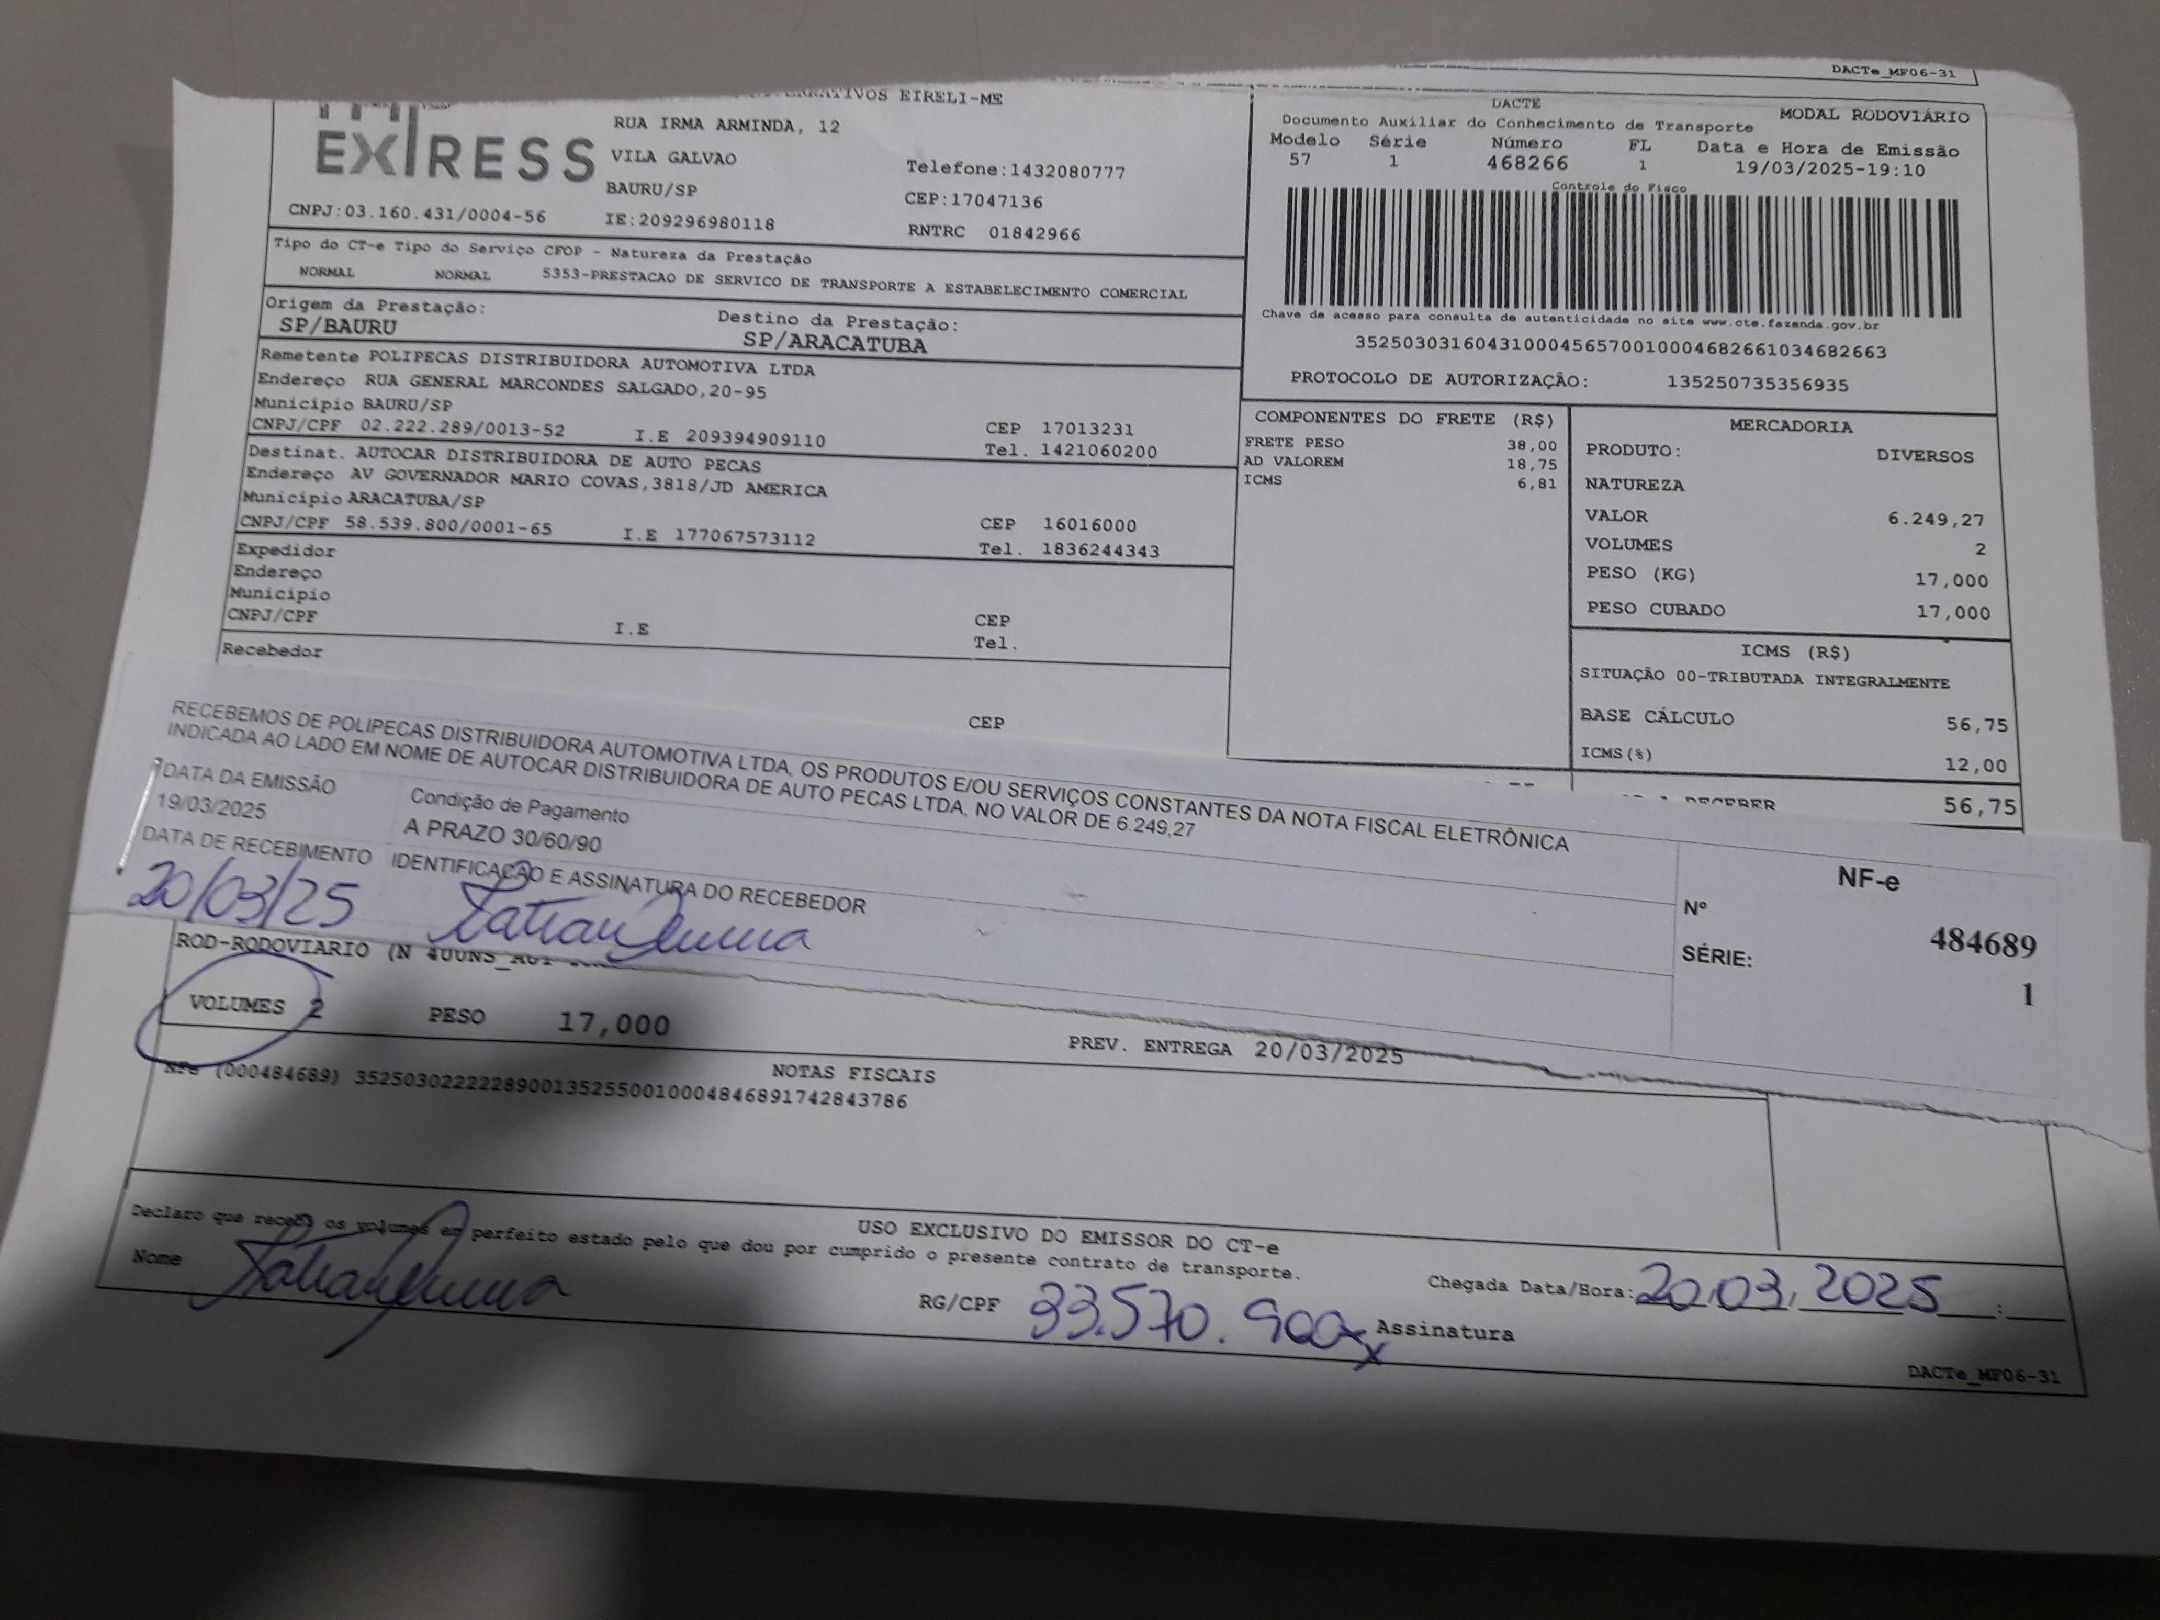 DACTe_MF06-31
EIRELI-ME
EXPRESS
RUA IRMA ARMINDA, 12
VILA GALVAO
BAURU/SP
Telefone:1432080777
CEP:17047136
CNPJ:03.160.431/0004-56
IE:209296980118
RNTRC 01842966
DACTE
MODAL RODOVIÁRIO
Documento Auxiliar do Conhecimento de Transporte
Modelo Série Número FL Data e Hora de Emissão
57 1 468266 1 19/03/2025-19:10
Controle do Fisco
Chave de acesso para consulta de autenticidade no site www.cte.fazenda.gov.br
35250303160431000456570010004682661034682663
PROTOCOLO DE AUTORIZAÇÃO: 135250735356935
Tipo do CT-e Tipo do Serviço CFOP - Natureza da Prestação
NORMAL NORMAL 5353-PRESTACAO DE SERVICO DE TRANSPORTE A ESTABELECIMENTO COMERCIAL
Origem da Prestação: Destino da Prestação:
SP/BAURU SP/ARACATUBA
Remetente POLIPECAS DISTRIBUIDORA AUTOMOTIVA LTDA
Endereço RUA GENERAL MARCONDES SALGADO,20-95
Município BAURU/SP CEP 17013231
CNPJ/CPF 02.222.289/0013-52 I.E 209394909110 Tel. 1421060200
Destinat. AUTOCAR DISTRIBUIDORA DE AUTO PECAS
Endereço AV GOVERNADOR MARIO COVAS,3818/JD AMERICA
Município ARACATUBA/SP CEP 16016000
CNPJ/CPF 58.539.800/0001-65 I.E 177067573112 Tel. 1836244343
Expedidor
Endereço
Município CEP
CNPJ/CPF I.E Tel.
Recebedor
CEP
COMPONENTES DO FRETE (R$)
FRETE PESO 38,00
AD VALOREM 18,75
ICMS 6,81
MERCADORIA
PRODUTO: DIVERSOS
NATUREZA
VALOR 6.249,27
VOLUMES 2
PESO (KG) 17,000
PESO CUBADO 17,000
ICMS (R$)
SITUAÇÃO 00-TRIBUTADA INTEGRALMENTE
BASE CÁLCULO 56,75
ICMS(%) 12,00
RECEBER 56,75
RECEBEMOS DE POLIPECAS DISTRIBUIDORA AUTOMOTIVA LTDA, OS PRODUTOS E/OU SERVIÇOS CONSTANTES DA NOTA FISCAL ELETRÔNICA
INDICADA AO LADO EM NOME DE AUTOCAR DISTRIBUIDORA DE AUTO PECAS LTDA, NO VALOR DE 6.249,27
DATA DA EMISSÃO Condição de Pagamento
19/03/2025 A PRAZO 30/60/90
DATA DE RECEBIMENTO IDENTIFICAÇÃO E ASSINATURA DO RECEBEDOR
20/03/25
NF-e
Nº 484689
SÉRIE: 1
ROD-RODOVIARIO (N
VOLUMES 2 PESO 17,000 PREV. ENTREGA 20/03/2025
NOTAS FISCAIS
Nfe (000484689) 35250302222289001352550010004846891742843786
USO EXCLUSIVO DO EMISSOR DO CT-e
Declaro que recebi os volumes em perfeito estado pelo que dou por cumprido o presente contrato de transporte.
Nome RG/CPF 33.570.900-x Assinatura Chegada Data/Hora: 20/03/2025 :
DACTe_MF06-31